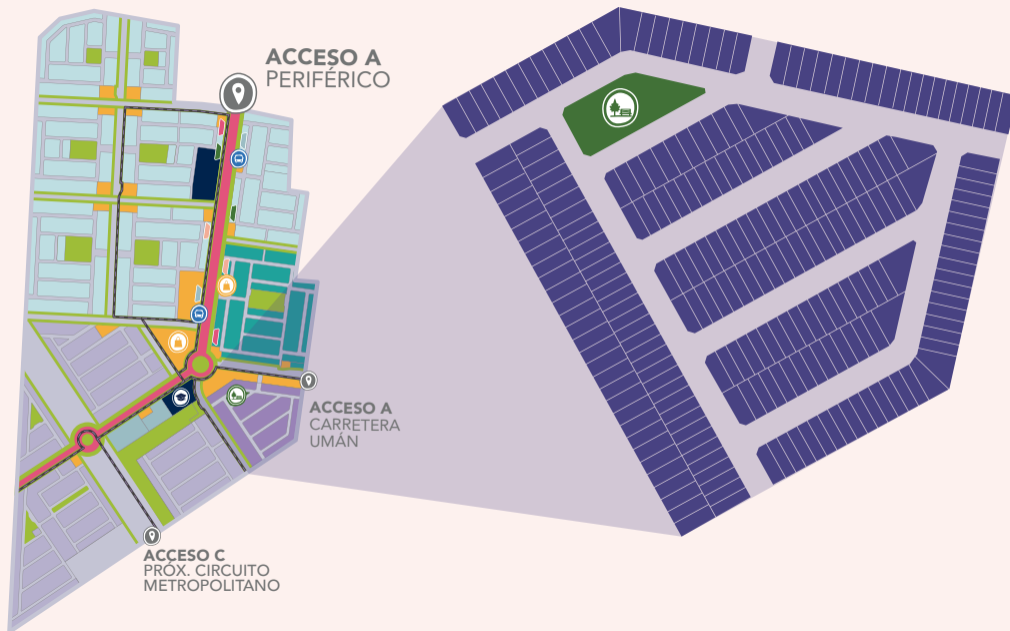 ACCESO A
PERIFÉRICO
ACCESO A
CARRETERA
UMÁN
ACCESO C
PRÓX. CIRCUITO
METROPOLITANO